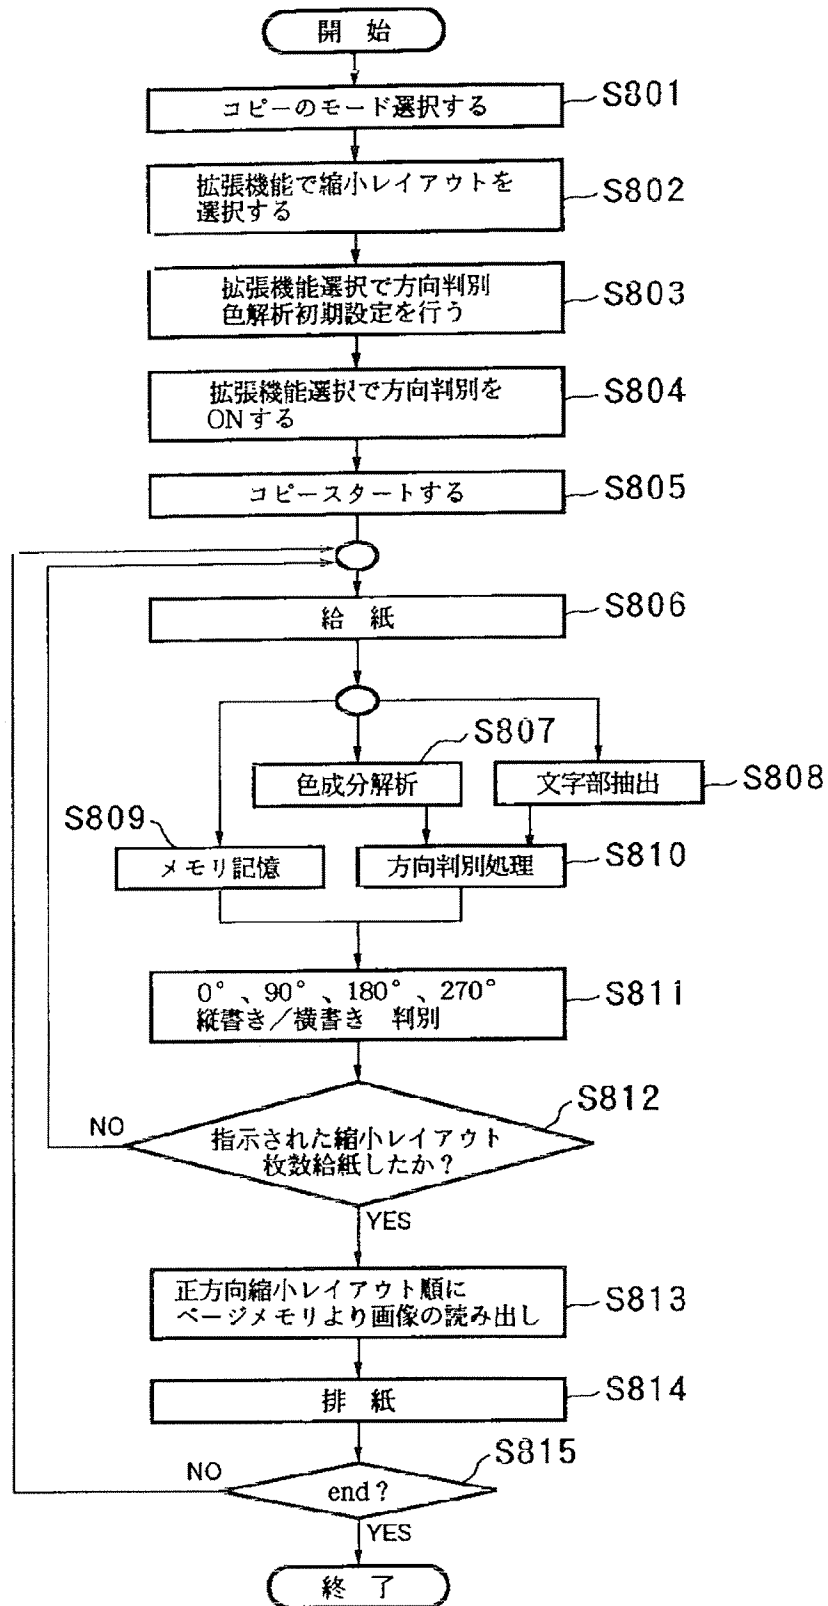 開 始
コピーのモード選択する
S801
拡張機能で縮小レイアウトを
選択する
S802
拡張機能選択で方向判別
色解析初期設定を行う
S803
拡張機能選択で方向判別を
ONする
S804
コピースタートする
S805
給 紙
S806
S807
色成分解析
文字部抽出
S808
S809
メモリ記憶
方向判別処理
S810
0°、90°、180°、270°
縦書き/横書き 判別
S811
S812
NO
指示された縮小レイアウト
枚数給紙したか?
YES
正方向縮小レイアウト順に
ページメモリより画像の読み出し
S813
排 紙
S814
S815
NO
end?
YES
終 了